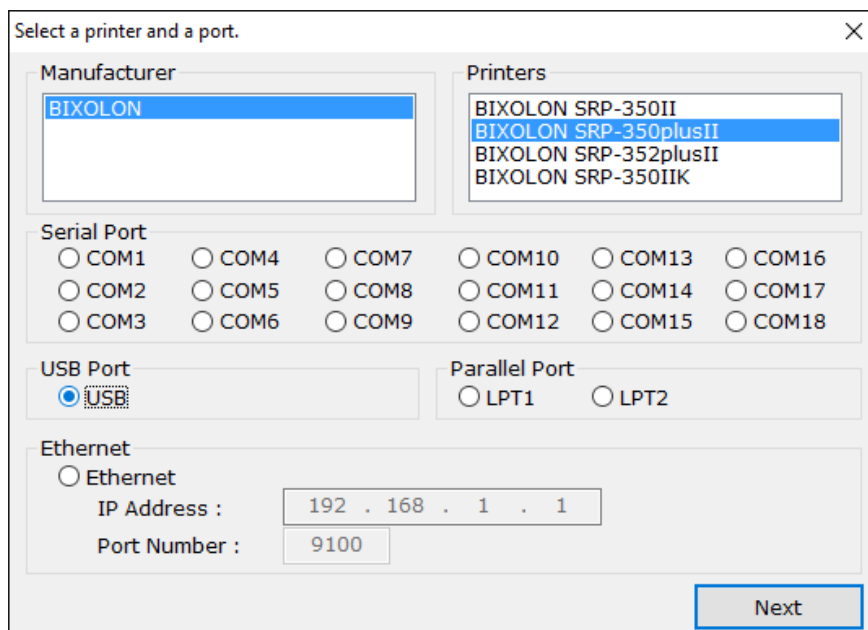 Select a printer and a port.
Manufacturer
BIXOLON
Printers
BIXOLON SRP-350II
BIXOLON SRP-350plusII
BIXOLON SRP-352plusII
BIXOLON SRP-350IIK
Serial Port
COM1 COM4 COM7 COM10 COM13 COM16
COM2 COM5 COM8 COM11 COM14 COM17
COM3 COM6 COM9 COM12 COM15 COM18
USB Port
USB
Parallel Port
LPT1 LPT2
Ethernet
Ethernet
IP Address : 192 . 168 . 1 . 1
Port Number : 9100
Next